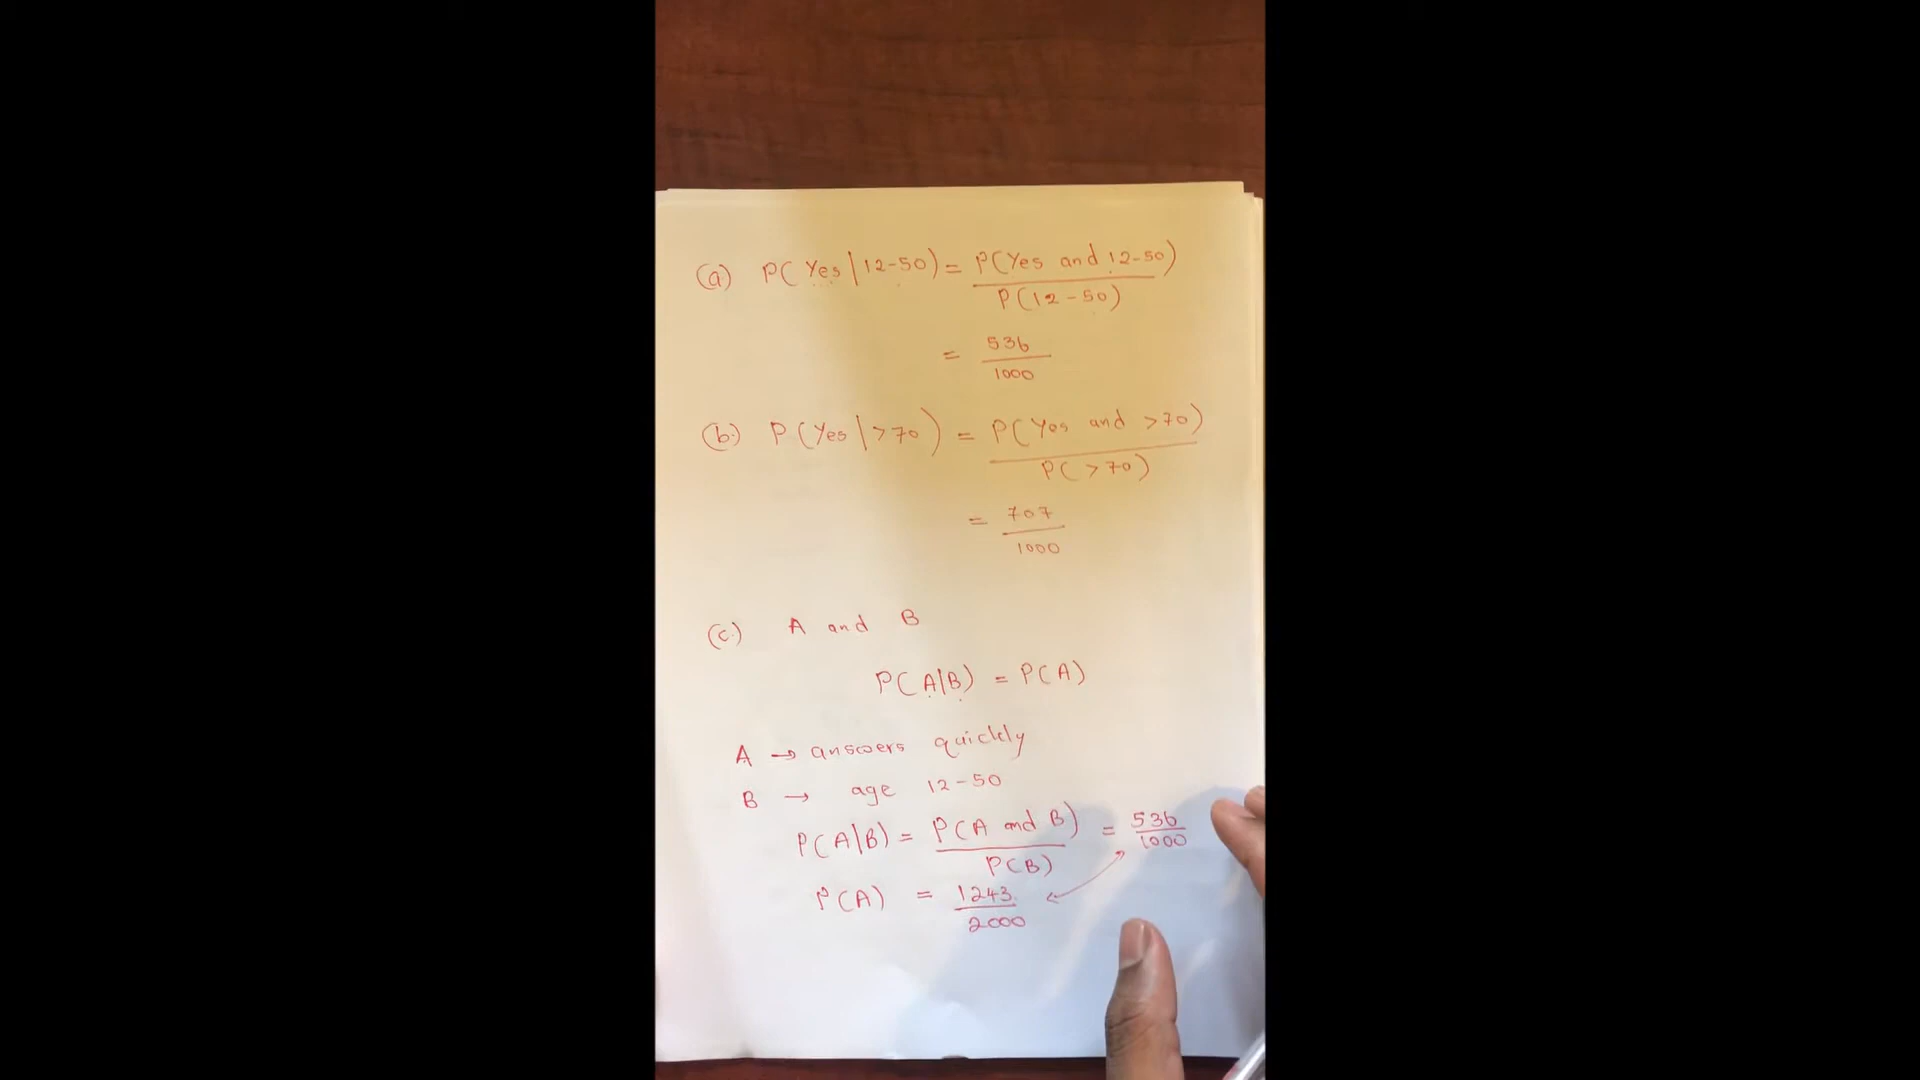 (a) P(Yes|12-50) = P(Yes and 12-50)
P(12-50)
= 536
1000
(b.) P(Yes|>70) = P(Yes and >70)
P(>70)
= 707
1000
(c.) A and B
P(A|B) = P(A)
A → answers quickly
B → age 12-50
P(A|B) = P(A and B) = 536
P(B) 1000
P(A) = 1243
2000